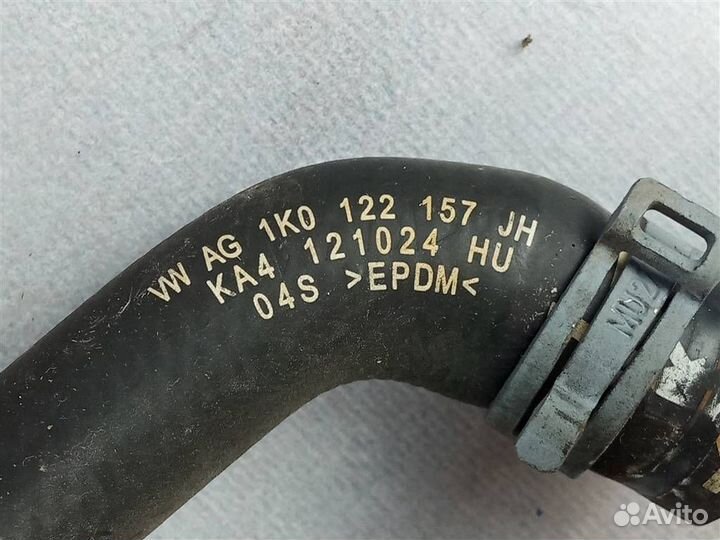 VW AG 1K0 122 157 JH
KA4 121024 HU
04S >EPDM<
Avito